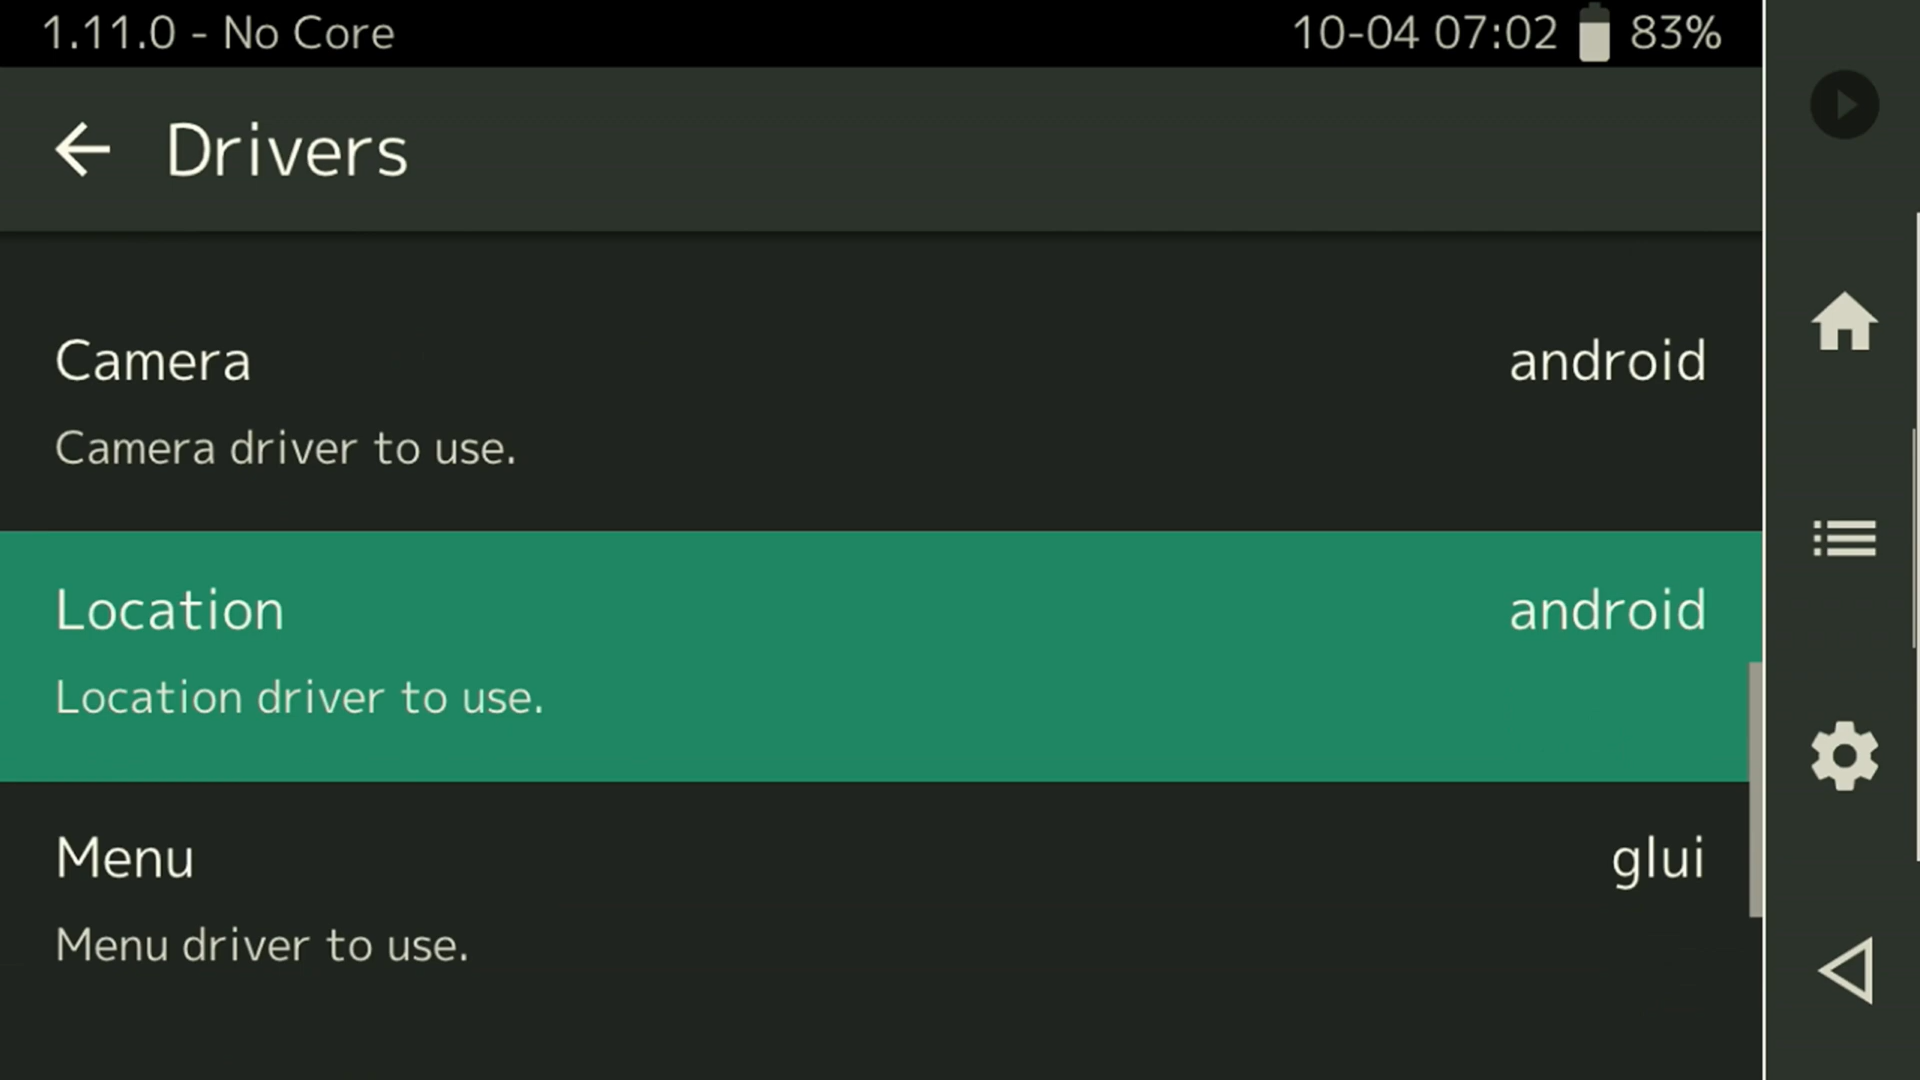 1.11.0 - No Core
10-04 07:02 83%
Drivers
Camera android
Camera driver to use.
Location android
Location driver to use.
Menu glui
Menu driver to use.